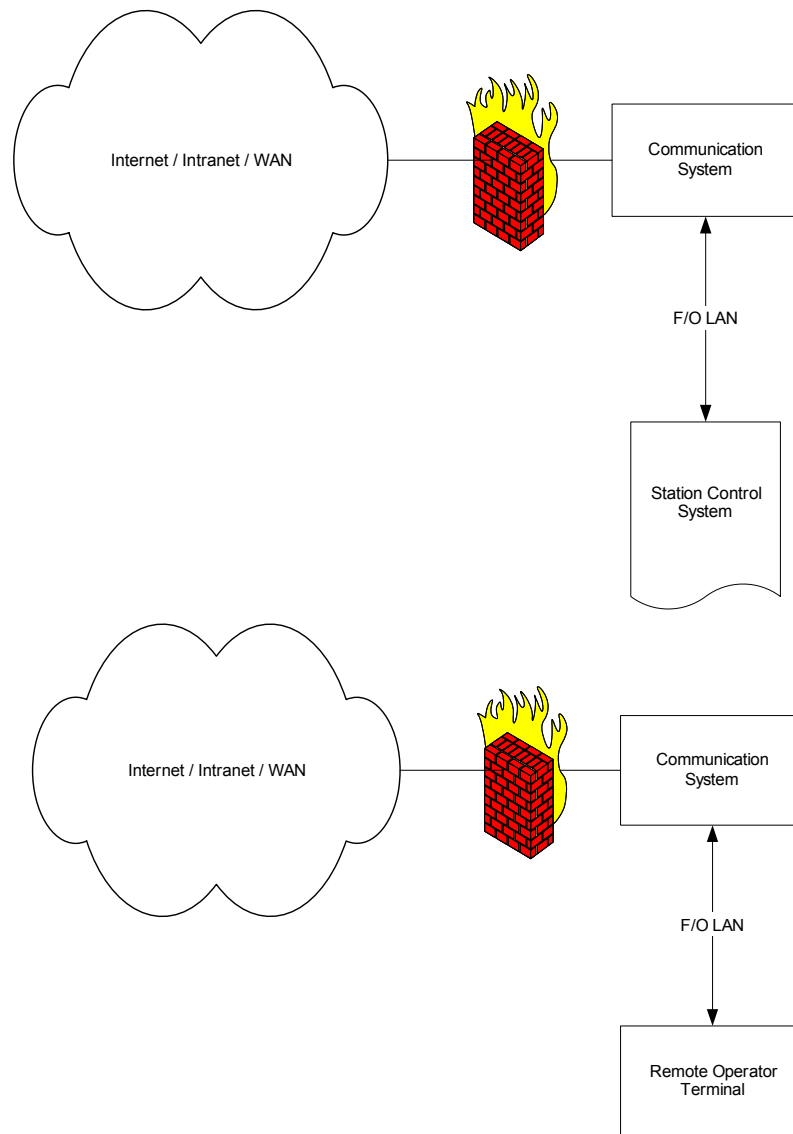 Internet / Intranet / WAN
Communication
System
F/O LAN
Station Control
System
Internet / Intranet / WAN
Communication
System
F/O LAN
Remote Operator
Terminal